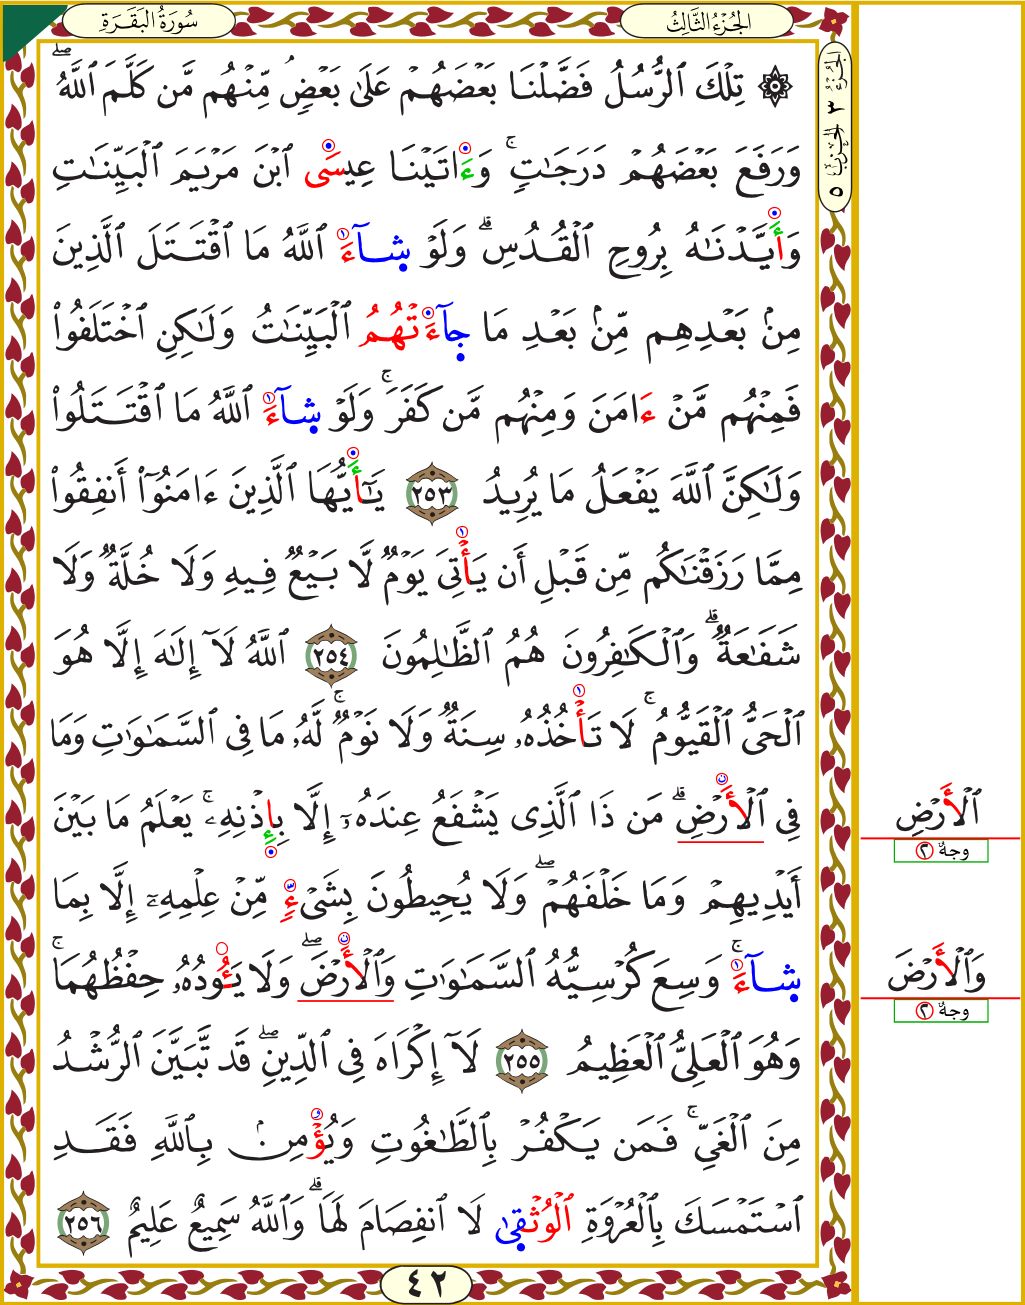 سُورَةُ البَقَرَةِ
الجُزْءُ الثَّالِثُ
الجُزْءُ ٣ الحِزْبُ ٥
۞ تِلْكَ ٱلرُّسُلُ فَضَّلْنَا بَعْضَهُمْ عَلَىٰ بَعْضٍۢ مِّنْهُم مَّن كَلَّمَ ٱللَّهُ ۖ
وَرَفَعَ بَعْضَهُمْ دَرَجَـٰتٍۢ ۚ وَءَاتَيْنَا عِيسَى ٱبْنَ مَرْيَمَ ٱلْبَيِّنَـٰتِ
وَأَيَّدْنَـٰهُ بِرُوحِ ٱلْقُدُسِ ۗ وَلَوْ شَآءَ ٱللَّهُ مَا ٱقْتَتَلَ ٱلَّذِينَ
مِنۢ بَعْدِهِم مِّنۢ بَعْدِ مَا جَآءَتْهُمُ ٱلْبَيِّنَـٰتُ وَلَـٰكِنِ ٱخْتَلَفُوا۟
فَمِنْهُم مَّنْ ءَامَنَ وَمِنْهُم مَّن كَفَرَ ۚ وَلَوْ شَآءَ ٱللَّهُ مَا ٱقْتَتَلُوا۟
وَلَـٰكِنَّ ٱللَّهَ يَفْعَلُ مَا يُرِيدُ ٢٥٣ يَـٰٓأَيُّهَا ٱلَّذِينَ ءَامَنُوٓا۟ أَنفِقُوا۟
مِمَّا رَزَقْنَـٰكُم مِّن قَبْلِ أَن يَأْتِىَ يَوْمٌۭ لَّا بَيْعٌۭ فِيهِ وَلَا خُلَّةٌۭ وَلَا
شَفَـٰعَةٌۭ ۗ وَٱلْكَـٰفِرُونَ هُمُ ٱلظَّـٰلِمُونَ ٢٥٤ ٱللَّهُ لَآ إِلَـٰهَ إِلَّا هُوَ
ٱلْحَىُّ ٱلْقَيُّومُ ۚ لَا تَأْخُذُهُۥ سِنَةٌۭ وَلَا نَوْمٌۭ ۚ لَّهُۥ مَا فِى ٱلسَّمَـٰوَٰتِ وَمَا
فِى ٱلْأَرْضِ ۗ مَن ذَا ٱلَّذِى يَشْفَعُ عِندَهُۥٓ إِلَّا بِإِذْنِهِۦ ۚ يَعْلَمُ مَا بَيْنَ
أَيْدِيهِمْ وَمَا خَلْفَهُمْ ۖ وَلَا يُحِيطُونَ بِشَىْءٍۢ مِّنْ عِلْمِهِۦٓ إِلَّا بِمَا
شَآءَ ۚ وَسِعَ كُرْسِيُّهُ ٱلسَّمَـٰوَٰتِ وَٱلْأَرْضَ ۖ وَلَا يَـُٔودُهُۥ حِفْظُهُمَا ۚ
وَهُوَ ٱلْعَلِىُّ ٱلْعَظِيمُ ٢٥٥ لَآ إِكْرَاهَ فِى ٱلدِّينِ ۖ قَد تَّبَيَّنَ ٱلرُّشْدُ
مِنَ ٱلْغَىِّ ۚ فَمَن يَكْفُرْ بِٱلطَّـٰغُوتِ وَيُؤْمِنۢ بِٱللَّهِ فَقَدِ
ٱسْتَمْسَكَ بِٱلْعُرْوَةِ ٱلْوُثْقَىٰ لَا ٱنفِصَامَ لَهَا ۗ وَٱللَّهُ سَمِيعٌ عَلِيمٌ ٢٥٦
ٱلْأَرْضِ
وجهٌ ٢
وَٱلْأَرْضَ
وجهٌ ٢
٤٢